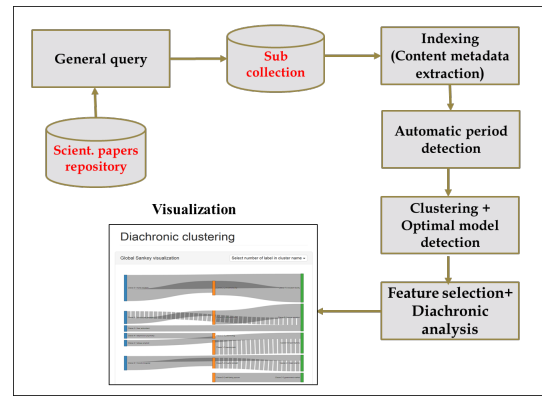 General query
Sub
collection
Indexing
(Content metadata
extraction)
Scient. papers
repository
Automatic period
detection
Clustering +
Optimal model
detection
Feature selection+
Diachronic
analysis
Visualization
Diachronic clustering
Global Sankey visualization
Select number of label in cluster name